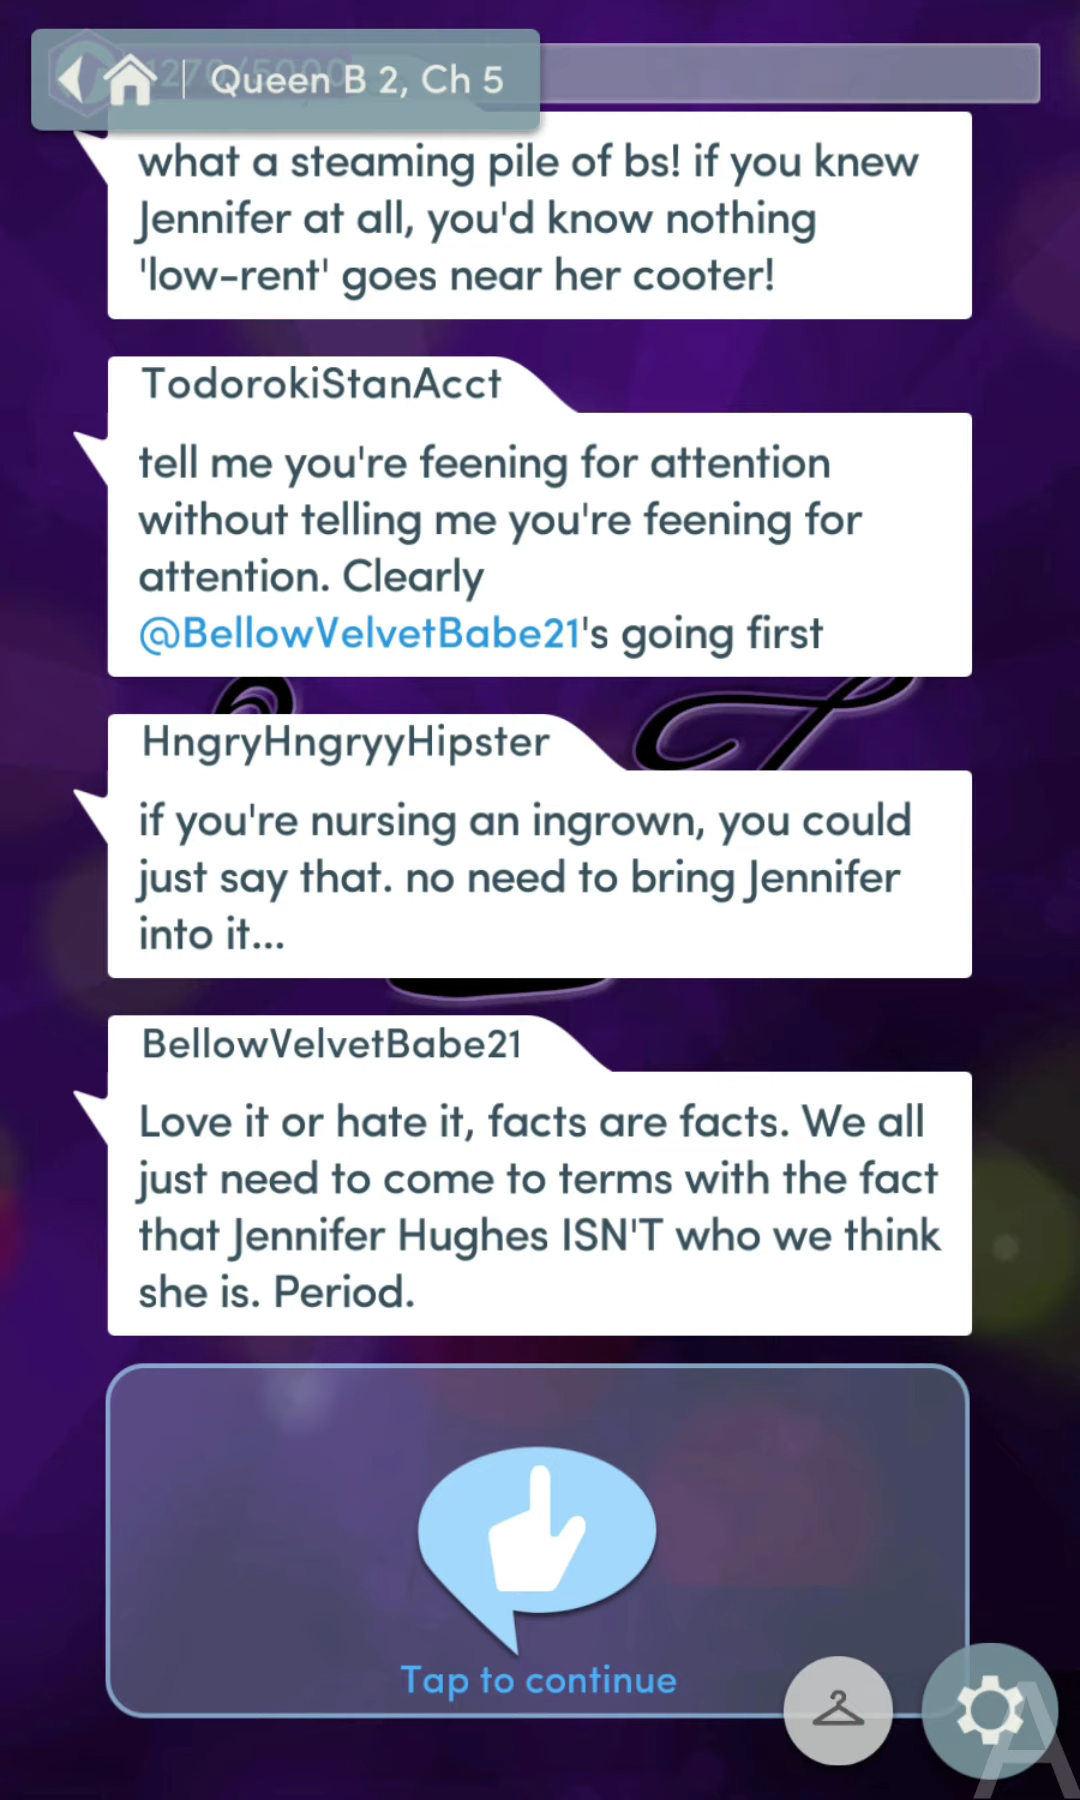 1270/5000
Queen B 2, Ch 5
what a steaming pile of bs! if you knew
Jennifer at all, you'd know nothing
'low-rent' goes near her cooter!
TodorokiStanAcct
tell me you're feening for attention
without telling me you're feening for
attention. Clearly
@BellowVelvetBabe21's going first
HngryHngryyHipster
if you're nursing an ingrown, you could
just say that. no need to bring Jennifer
into it...
BellowVelvetBabe21
Love it or hate it, facts are facts. We all
just need to come to terms with the fact
that Jennifer Hughes ISN'T who we think
she is. Period.
Tap to continue
A